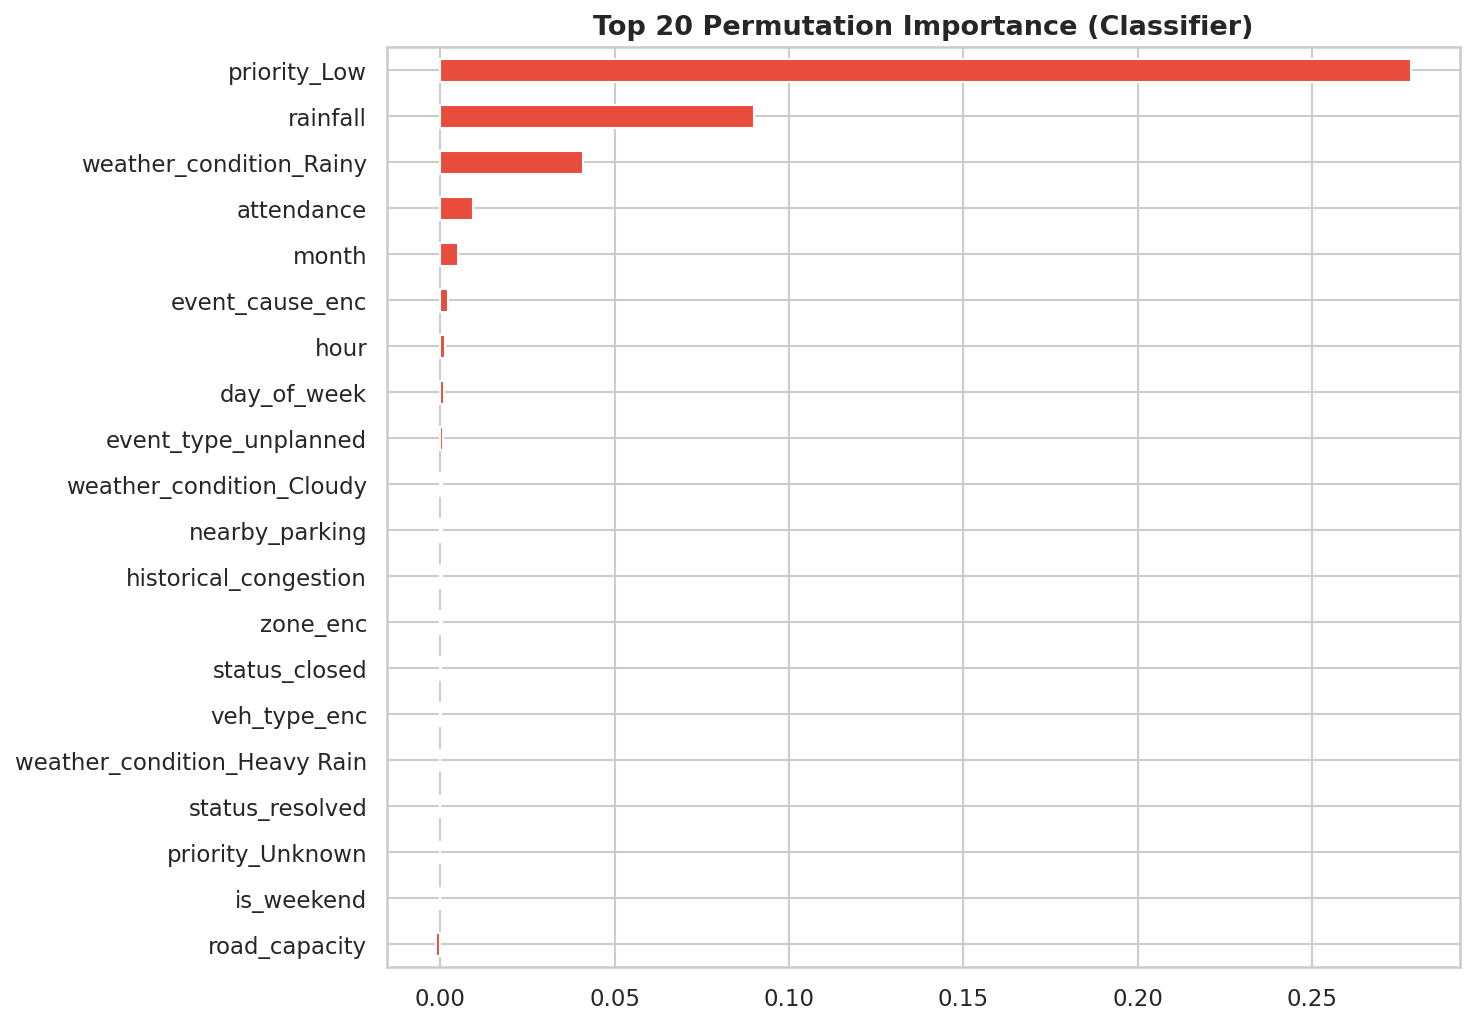 Top 20 Permutation Importance (Classifier)
priority_Low
rainfall
weather_condition_Rainy
attendance
month
event_cause_enc
hour
day_of_week
event_type_unplanned
weather_condition_Cloudy
nearby_parking
historical_congestion
zone_enc
status_closed
veh_type_enc
weather_condition_Heavy Rain
status_resolved
priority_Unknown
is_weekend
road_capacity
0.00 0.05 0.10 0.15 0.20 0.25